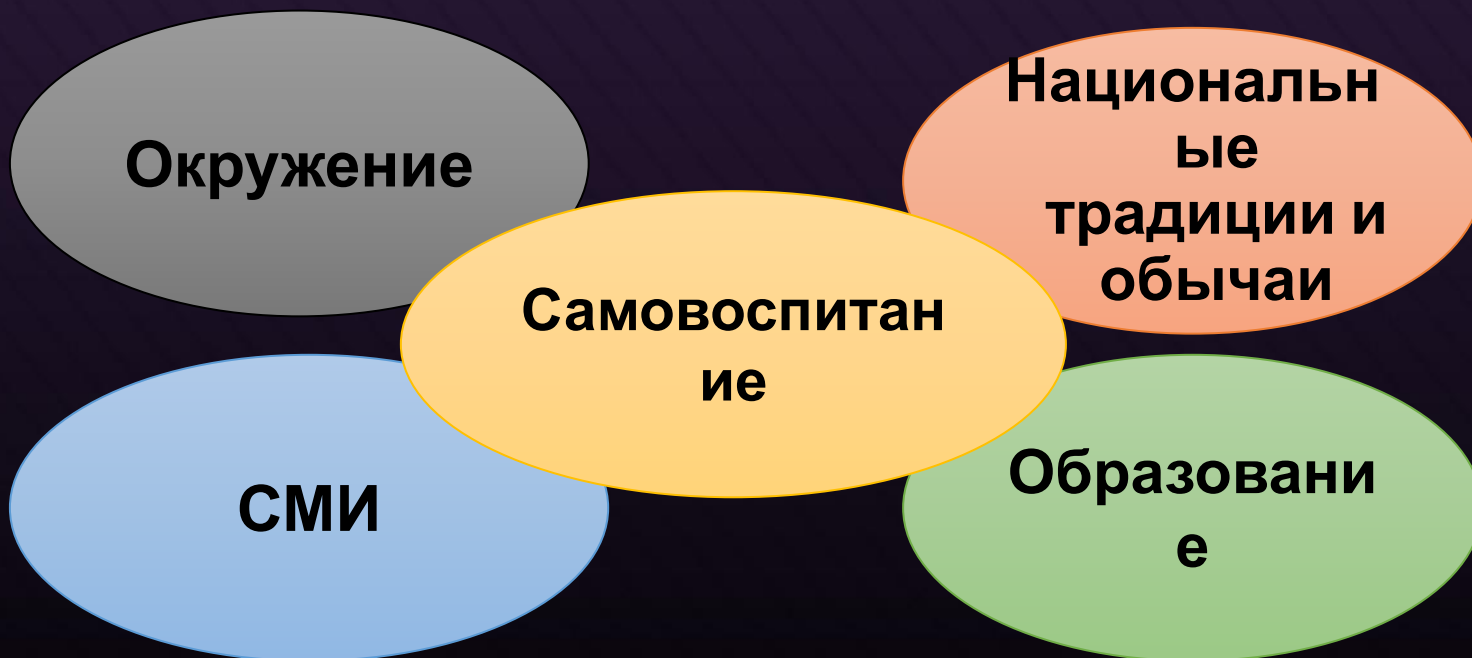 Окружение
Национальн
ые
традиции и
обычаи
Самовоспитан
ие
СМИ
Образовани
е